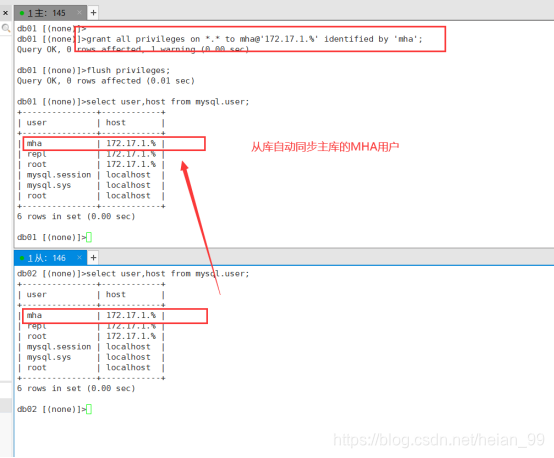 1 主: 145 × +
db01 [(none)]>
db01 [(none)]>grant all privileges on *.* to mha@'172.17.1.%' identified by 'mha';
Query OK, 0 rows affected, 1 warning (0.00 sec)
db01 [(none)]>flush privileges;
Query OK, 0 rows affected (0.01 sec)
db01 [(none)]>select user,host from mysql.user;
+---------------+------------+
| user | host |
+---------------+------------+
| mha | 172.17.1.% |
| repl | 172.17.1.% |
| root | 172.17.1.% |
| mysql.session | localhost |
| mysql.sys | localhost |
| root | localhost |
+---------------+------------+
6 rows in set (0.00 sec)
从库自动同步主库的MHA用户
db01 [(none)]>
1 从: 146 × +
db02 [(none)]>select user,host from mysql.user;
+---------------+------------+
| user | host |
+---------------+------------+
| mha | 172.17.1.% |
| repl | 172.17.1.% |
| root | 172.17.1.% |
| mysql.session | localhost |
| mysql.sys | localhost |
| root | localhost |
+---------------+------------+
6 rows in set (0.00 sec)
db02 [(none)]>
https://blog.csdn.net/heian_99